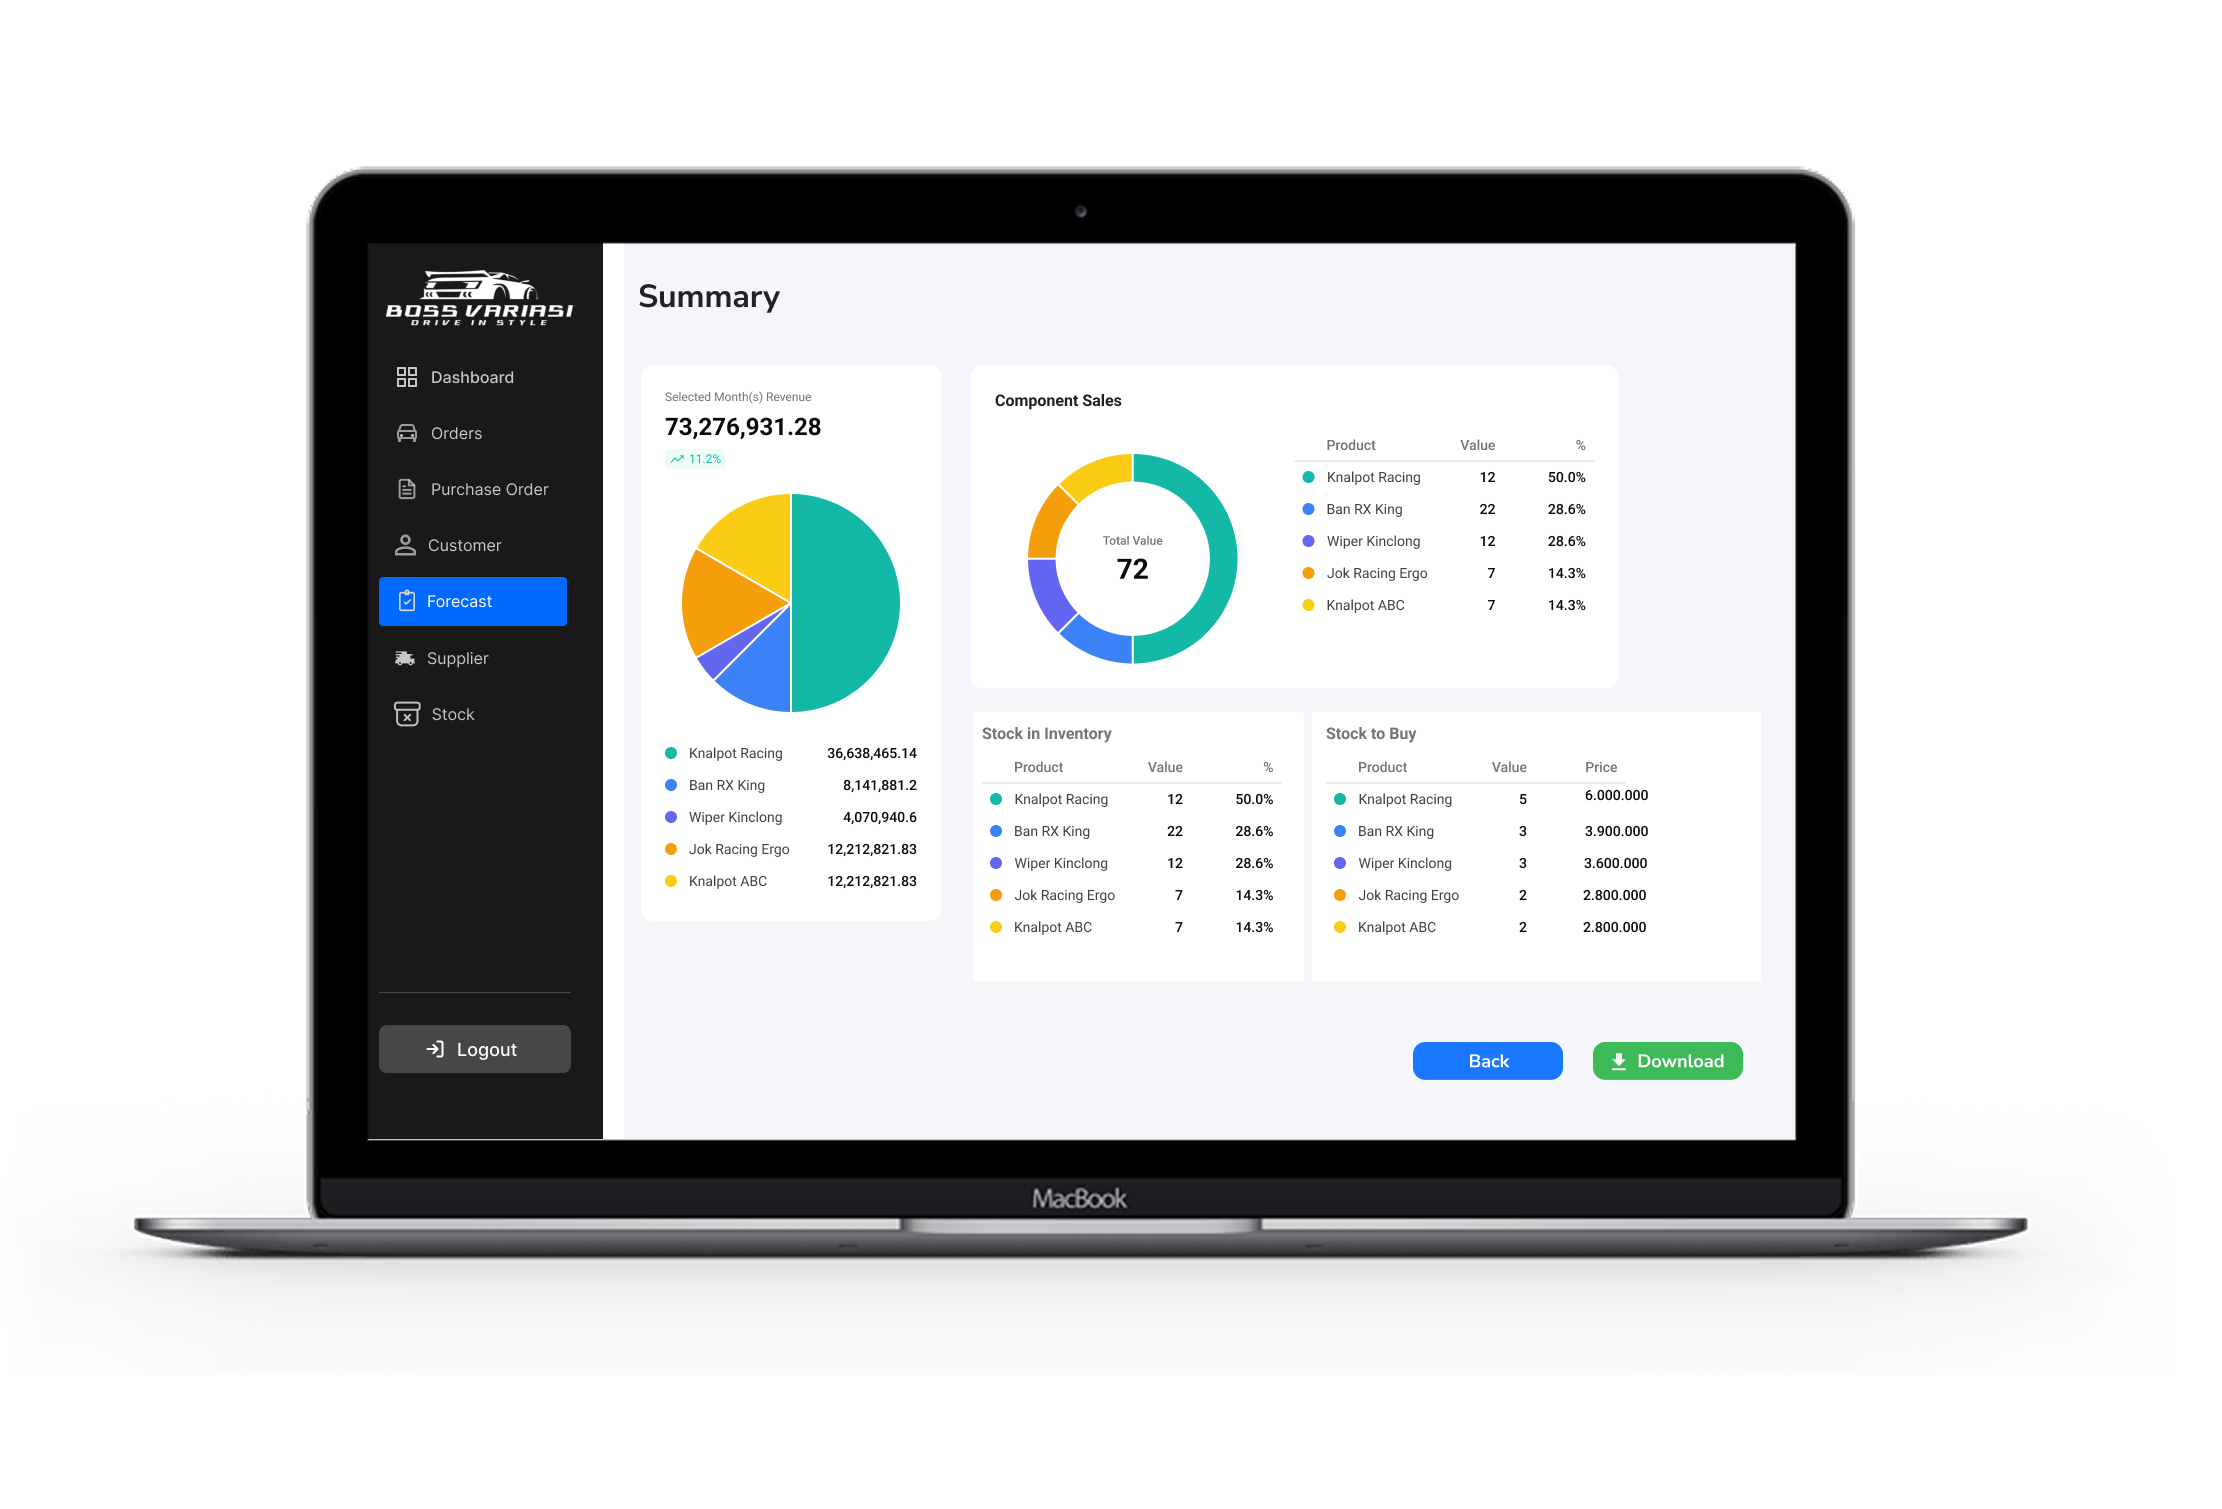 BOSS VARIASI
DRIVE IN STYLE
Dashboard
Orders
Purchase Order
Customer
Forecast
Supplier
Stock
Logout
Summary
Selected Month(s) Revenue
73,276,931.28
11.2%
Knalpot Racing 36,638,465.14
Ban RX King 8,141,881.2
Wiper Kinclong 4,070,940.6
Jok Racing Ergo 12,212,821.83
Knalpot ABC 12,212,821.83
Component Sales
Total Value
72
Product Value %
Knalpot Racing 12 50.0%
Ban RX King 22 28.6%
Wiper Kinclong 12 28.6%
Jok Racing Ergo 7 14.3%
Knalpot ABC 7 14.3%
Stock in Inventory
Product Value %
Knalpot Racing 12 50.0%
Ban RX King 22 28.6%
Wiper Kinclong 12 28.6%
Jok Racing Ergo 7 14.3%
Knalpot ABC 7 14.3%
Stock to Buy
Product Value Price
Knalpot Racing 5 6.000.000
Ban RX King 3 3.900.000
Wiper Kinclong 3 3.600.000
Jok Racing Ergo 2 2.800.000
Knalpot ABC 2 2.800.000
Back
Download
MacBook